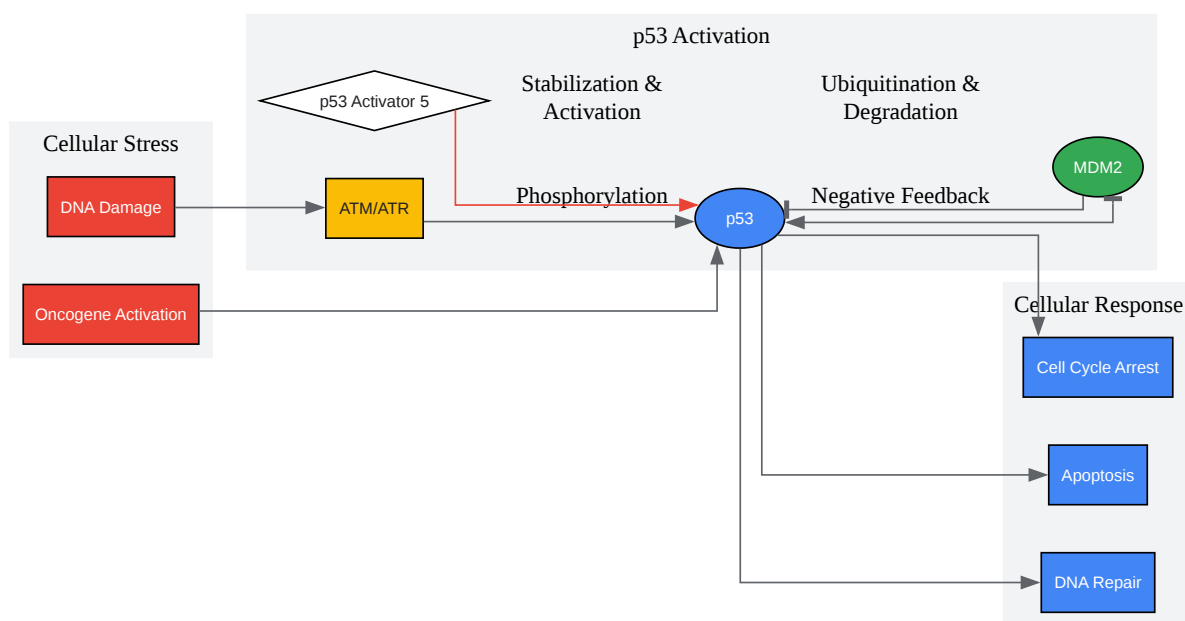 p53 Activation
Stabilization &
Activation
Ubiquitination &
Degradation
p53 Activator 5
Cellular Stress
DNA Damage
ATM/ATR
Phosphorylation
p53
Negative Feedback
MDM2
Oncogene Activation
Cellular Response
Cell Cycle Arrest
Apoptosis
DNA Repair